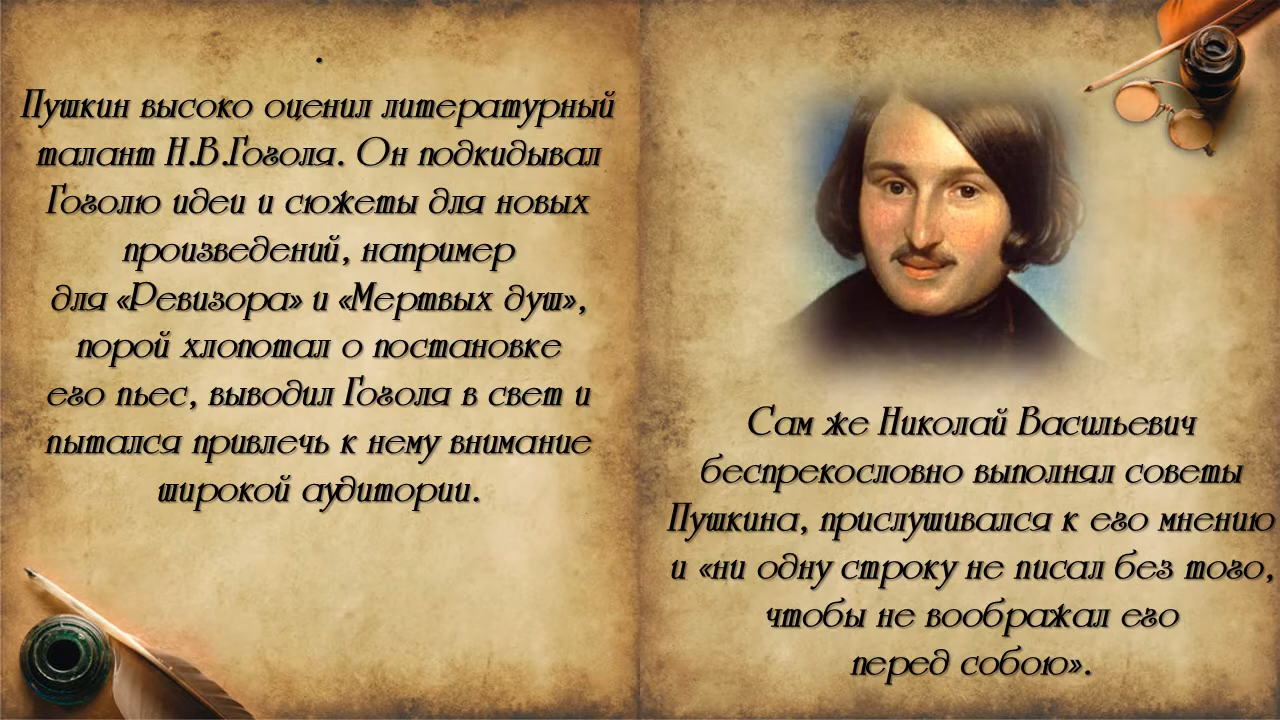 .
Пушкин высоко оценил литературный
талант Н.В.Гоголя. Он подкидывал
Гоголю идеи и сюжеты для новых
произведений, например
для «Ревизора» и «Мертвых душ»,
порой хлопотал о постановке
его пьес, выводил Гоголя в свет и
пытался привлечь к нему внимание
широкой аудитории.
Сам же Николай Васильевич
беспрекословно выполнял советы
Пушкина, прислушивался к его мнению
и «ни одну строку не писал без того,
чтобы не воображал его
перед собою».